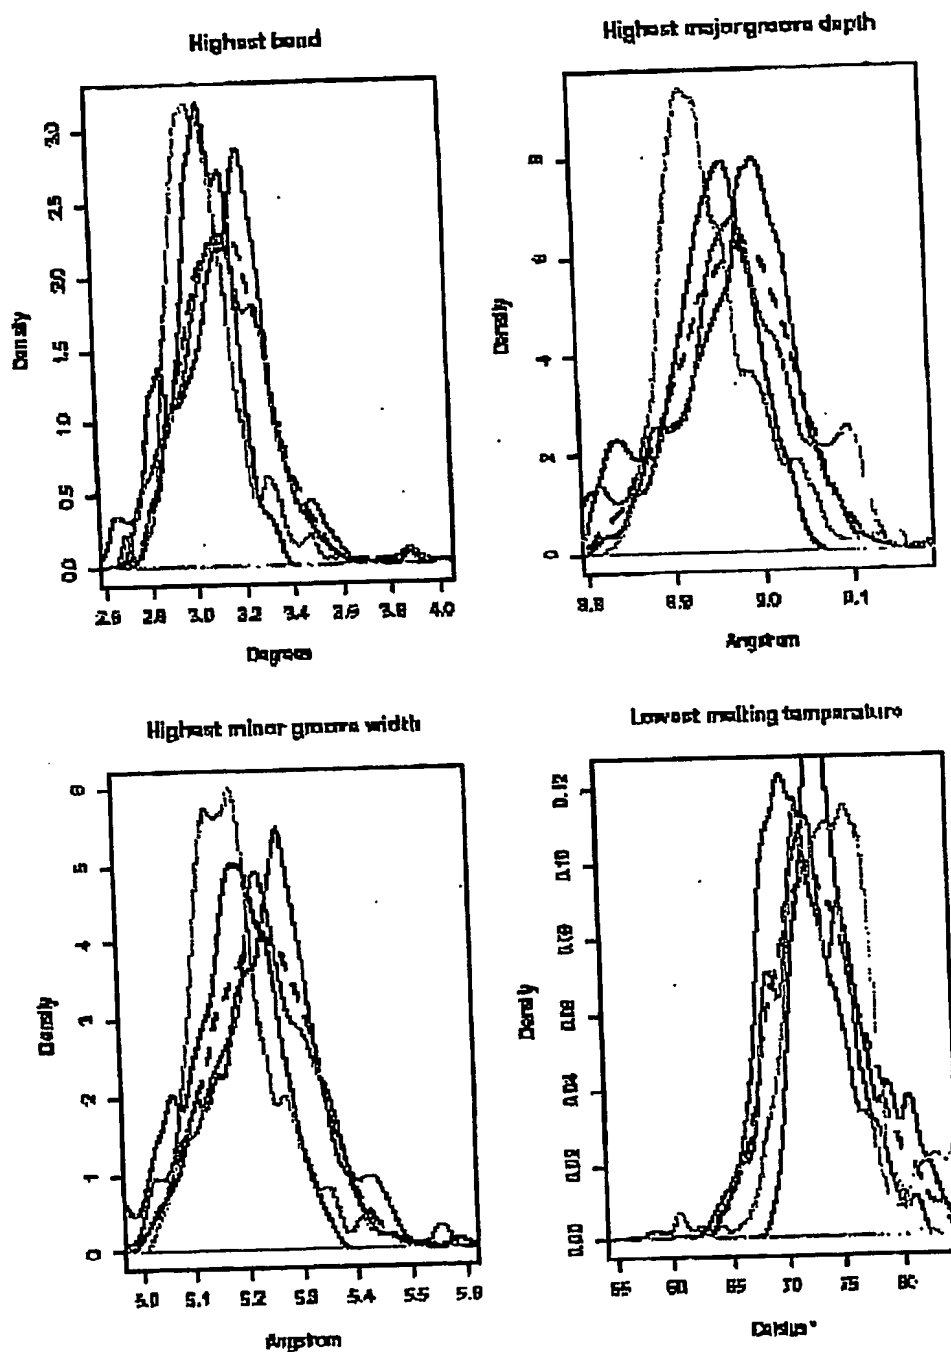 Highest bend
Density
0.0 0.5 1.0 1.5 2.0 2.5 3.0
2.6 2.8 3.0 3.2 3.4 3.6 3.8 4.0
Degrees
Highest major groove depth
Density
0 2 4 6 8
8.8 8.9 9.0 9.1
Angstrom
Highest minor groove width
Density
0 1 2 3 4 5 6
5.0 5.1 5.2 5.3 5.4 5.5 5.6
Angstrom
Lowest melting temperature
Density
0.00 0.02 0.04 0.06 0.08 0.10 0.12
55 60 65 70 75 80
Celsius°